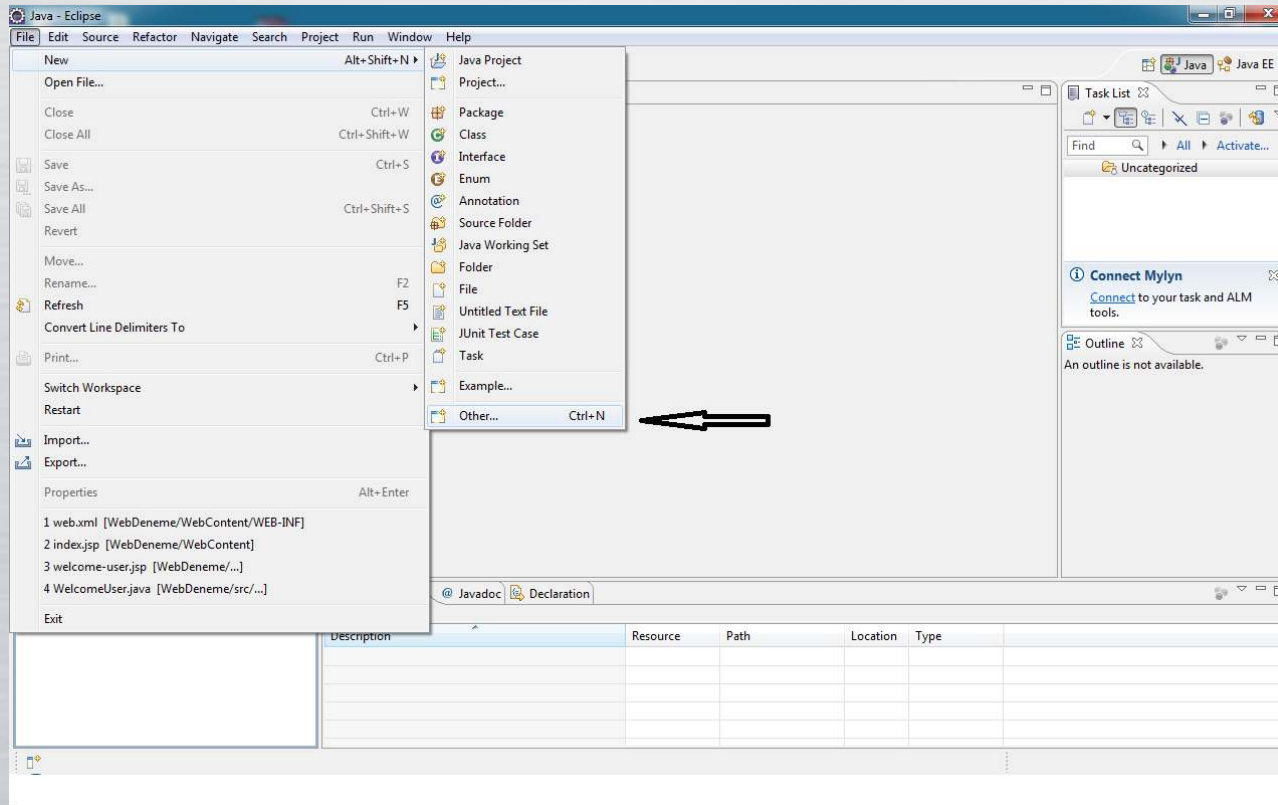 Java - Eclipse
File Edit Source Refactor Navigate Search Project Run Window Help
New Alt+Shift+N
Open File...
Close Ctrl+W
Close All Ctrl+Shift+W
Save Ctrl+S
Save As...
Save All Ctrl+Shift+S
Revert
Move...
Rename... F2
Refresh F5
Convert Line Delimiters To
Print... Ctrl+P
Switch Workspace
Restart
Import...
Export...
Properties Alt+Enter
1 web.xml [WebDeneme/WebContent/WEB-INF]
2 index.jsp [WebDeneme/WebContent]
3 welcome-user.jsp [WebDeneme/...]
4 WelcomeUser.java [WebDeneme/src/...]
Exit
Java Project
Project...
Package
Class
Interface
Enum
Annotation
Source Folder
Java Working Set
Folder
File
Untitled Text File
JUnit Test Case
Task
Example...
Other... Ctrl+N
Java Java EE
Task List
Find All Activate...
Uncategorized
Connect Mylyn
Connect to your task and ALM
tools.
Outline
An outline is not available.
@ Javadoc Declaration
Description Resource Path Location Type